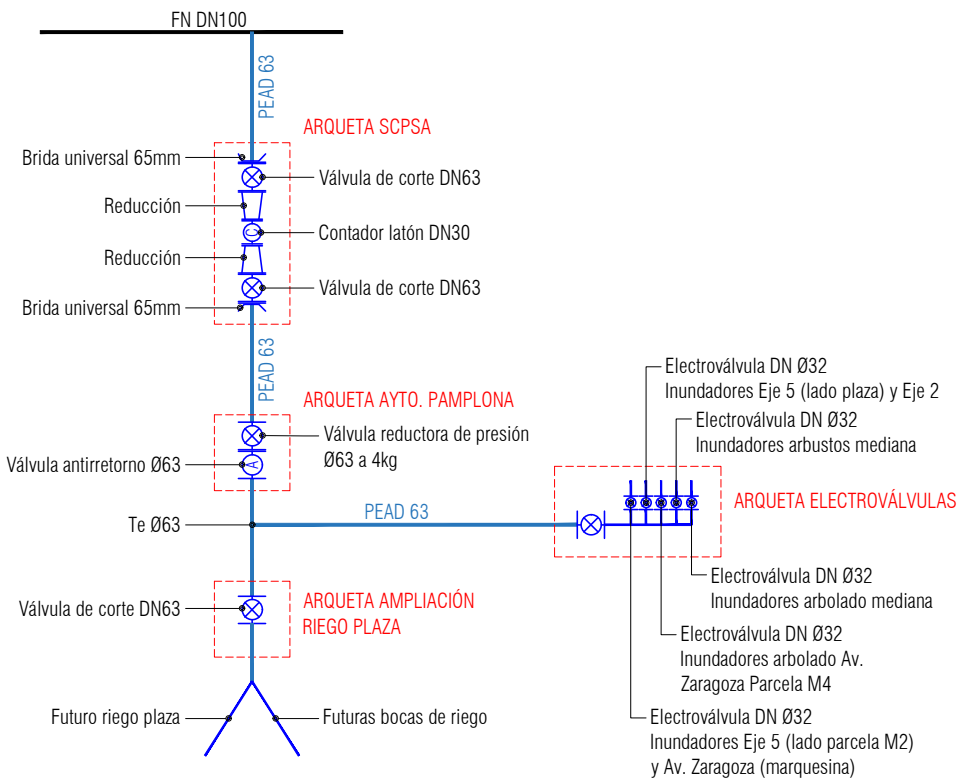 FN DN100
PEAD 63
ARQUETA SCPSA
Brida universal 65mm
Válvula de corte DN63
Reducción
C
Contador latón DN30
Reducción
Válvula de corte DN63
Brida universal 65mm
PEAD 63
ARQUETA AYTO. PAMPLONA
Válvula reductora de presión
Ø63 a 4kg
Válvula antirretorno Ø63
A
Te Ø63
PEAD 63
Electroválvula DN Ø32
Inundadores Eje 5 (lado plaza) y Eje 2
Electroválvula DN Ø32
Inundadores arbustos mediana
ARQUETA ELECTROVÁLVULAS
Electroválvula DN Ø32
Inundadores arbolado mediana
Electroválvula DN Ø32
Inundadores arbolado Av.
Zaragoza Parcela M4
Electroválvula DN Ø32
Inundadores Eje 5 (lado parcela M2)
y Av. Zaragoza (marquesina)
Válvula de corte DN63
ARQUETA AMPLIACIÓN
RIEGO PLAZA
Futuro riego plaza
Futuras bocas de riego